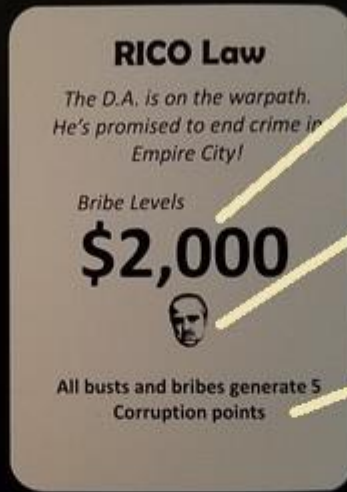 RICO Law
The D.A. is on the warpath.
He's promised to end crime in
Empire City!
Bribe Levels
$2,000
All busts and bribes generate 5
Corruption points